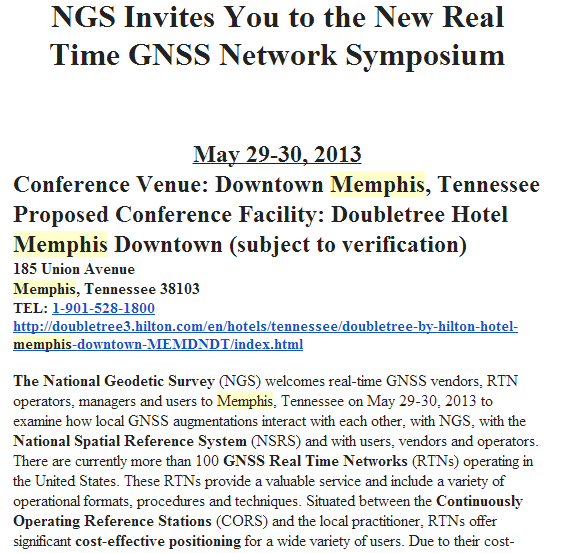 NGS Invites You to the New Real
Time GNSS Network Symposium
May 29-30, 2013
Conference Venue: Downtown Memphis, Tennessee
Proposed Conference Facility: Doubletree Hotel
Memphis Downtown (subject to verification)
185 Union Avenue
Memphis, Tennessee 38103
TEL: 1-901-528-1800
http://doubletree3.hilton.com/en/hotels/tennessee/doubletree-by-hilton-hotel-
memphis-downtown-MEMDNDT/index.html
The National Geodetic Survey (NGS) welcomes real-time GNSS vendors, RTN
operators, managers and users to Memphis, Tennessee on May 29-30, 2013 to
examine how local GNSS augmentations interact with each other, with NGS, with the
National Spatial Reference System (NSRS) and with users, vendors and operators.
There are currently more than 100 GNSS Real Time Networks (RTNs) operating in
the United States. These RTNs provide a valuable service and include a variety of
operational formats, procedures and techniques. Situated between the Continuously
Operating Reference Stations (CORS) and the local practitioner, RTNs offer
significant cost-effective positioning for a wide variety of users. Due to their cost-